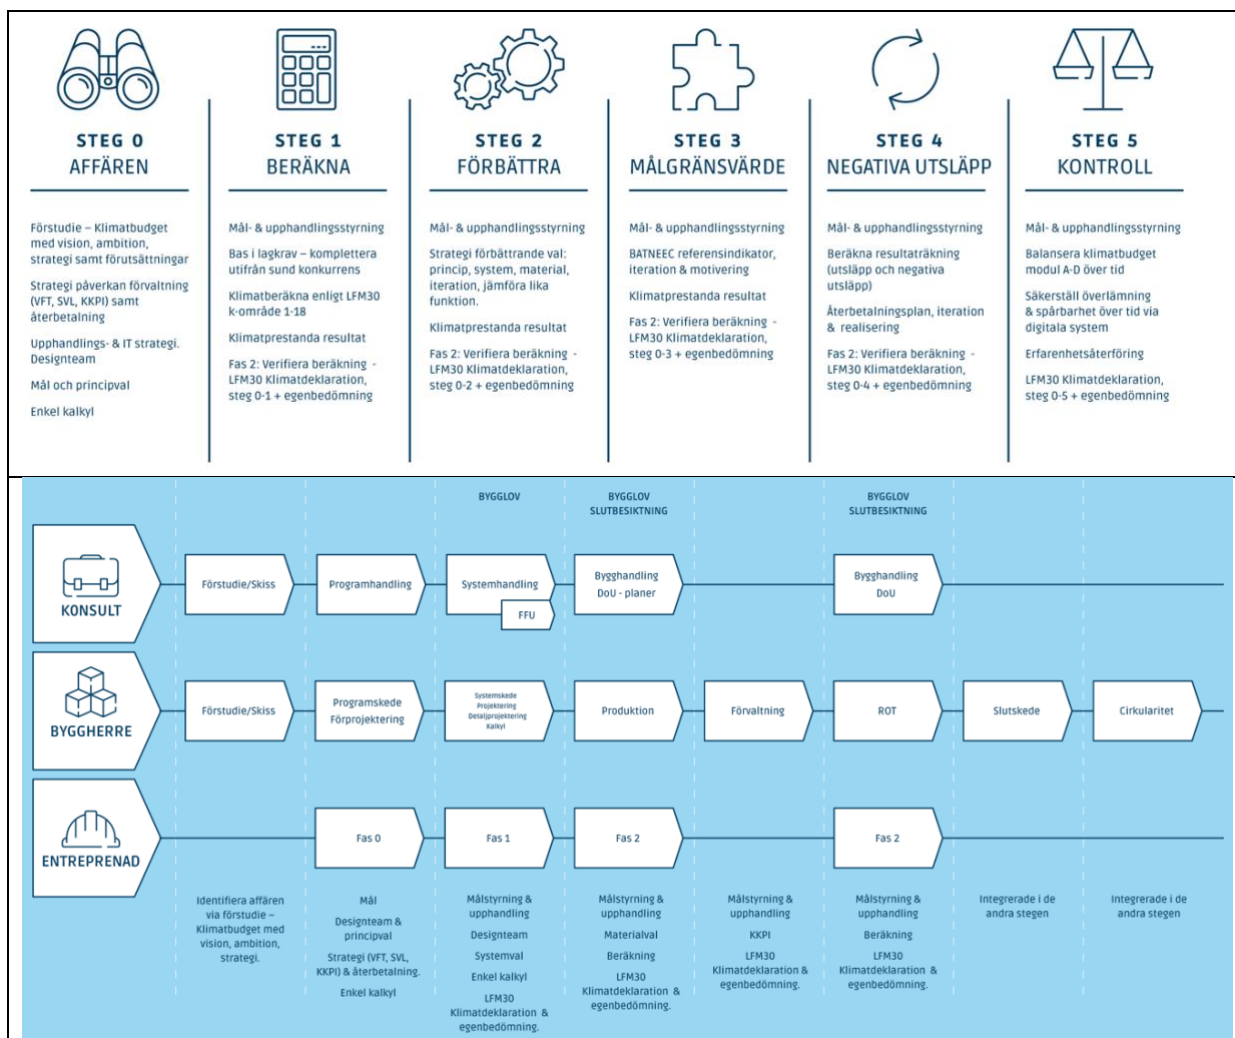 STEG 0
AFFÄREN
Förstudie – Klimatbudget
med vision, ambition,
strategi samt förutsättningar
Strategi påverkan förvaltning
(VFT, SVL, KKPI) samt
återbetalning
Upphandlings- & IT strategi.
Designteam
Mål och principval
Enkel kalkyl
STEG 1
BERÄKNA
Mål- & upphandlingsstyrning
Bas i lagkrav – komplettera
utifrån sund konkurrens
Klimatberäkna enligt LFM30
k-område 1-18
Klimatprestanda resultat
Fas 2: Verifiera beräkning -
LFM30 Klimatdeklaration,
steg 0-1 + egenbedömning
STEG 2
FÖRBÄTTRA
Mål- & upphandlingsstyrning
Strategi förbättrande val:
princip, system, material,
iteration, jämföra lika
funktion.
Klimatprestanda resultat
Fas 2: Verifiera beräkning -
LFM30 Klimatdeklaration,
steg 0-2 + egenbedömning
STEG 3
MÅLGRÄNSVÄRDE
Mål- & upphandlingsstyrning
BATNEEC referensindikator,
iteration & motivering
Klimatprestanda resultat
Fas 2: Verifiera beräkning -
LFM30 Klimatdeklaration,
steg 0-3 + egenbedömning
STEG 4
NEGATIVA UTSLÄPP
Mål- & upphandlingsstyrning
Beräkna resultaträkning
(utsläpp och negativa
utsläpp)
Återbetalningsplan, iteration
& realisering
Fas 2: Verifiera beräkning -
LFM30 Klimatdeklaration,
steg 0-4 + egenbedömning
STEG 5
KONTROLL
Mål- & upphandlingsstyrning
Balansera klimatbudget
modul A-D över tid
Säkerställ överlämning
& spårbarhet över tid via
digitala system
Erfarenhetsåterföring
LFM30 Klimatdeklaration,
steg 0-5 + egenbedömning
BYGGLOV
BYGGLOV
SLUTBESIKTNING
BYGGLOV
SLUTBESIKTNING
KONSULT
Förstudie/Skiss
Programhandling
Systemhandling
FFU
Bygghandling
DoU - planer
Bygghandling
DoU
BYGGHERRE
Förstudie/Skiss
Programskede
Förprojektering
Systemskede
Projektering
Detaljprojektering
Kalkyl
Produktion
Förvaltning
ROT
Slutskede
Cirkularitet
ENTREPRENAD
Fas 0
Fas 1
Fas 2
Fas 2
Identifiera affären
via förstudie –
Klimatbudget med
vision, ambition,
strategi.
Mål
Designteam &
principval
Strategi (VFT, SVL,
KKPI) & återbetalning.
Enkel kalkyl
Målstyrning &
upphandling
Designteam
Systemval
Enkel kalkyl
LFM30
Klimatdeklaration &
egenbedömning.
Målstyrning &
upphandling
Materialval
Beräkning
LFM30
Klimatdeklaration &
egenbedömning.
Målstyrning &
upphandling
KKPI
LFM30
Klimatdeklaration &
egenbedömning.
Målstyrning &
upphandling
Beräkning
LFM30
Klimatdeklaration &
egenbedömning.
Integrerade i de
andra stegen
Integrerade i de
andra stegen